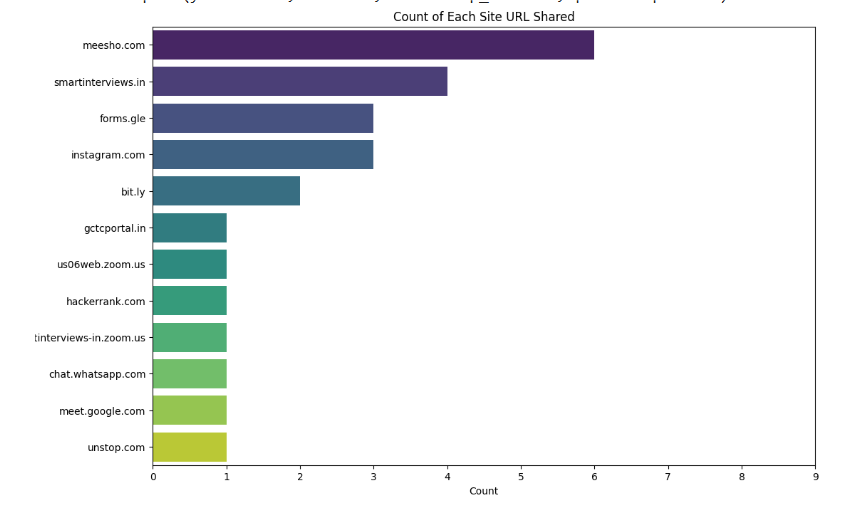 Count of Each Site URL Shared
meesho.com
smartinterviews.in
forms.gle
instagram.com
bit.ly
gctcportal.in
us06web.zoom.us
hackerrank.com
tinterviews-in.zoom.us
chat.whatsapp.com
meet.google.com
unstop.com
0 1 2 3 4 5 6 7 8 9
Count